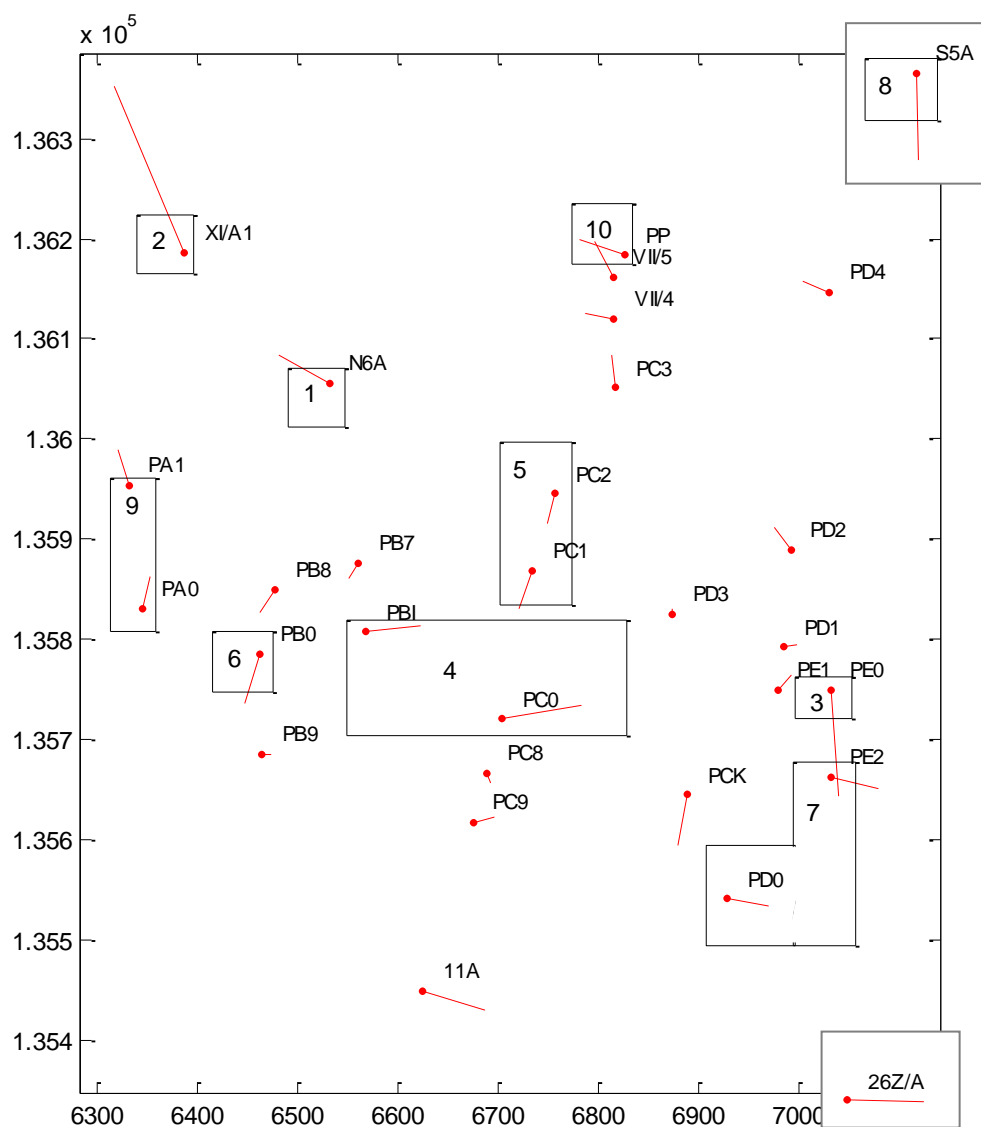 x 10^5
S5A
8
1.363
2
XI/A1
10
PP
1.362
VII/5
PD4
VII/4
1.361
N6A
PC3
1
1.36
PA1
5
PC2
9
1.359
PB7
PC1
PD2
PB8
PA0
PBI
PD3
1.358
PB0
PD1
6
4
PE1
PE0
3
PC0
1.357
PB9
PC8
PE2
PCK
PC9
7
1.356
PD0
1.355
11A
1.354
26Z/A
6300 6400 6500 6600 6700 6800 6900 7000